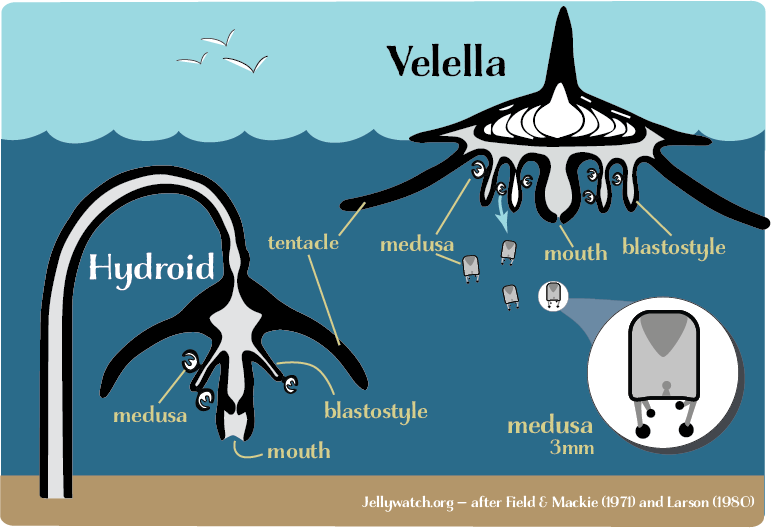 Velella
tentacle
medusa
mouth
blastostyle
Hydroid
medusa
blastostyle
mouth
medusa
3mm
Jellywatch.org – after Field & Mackie (1971) and Larson (1980)